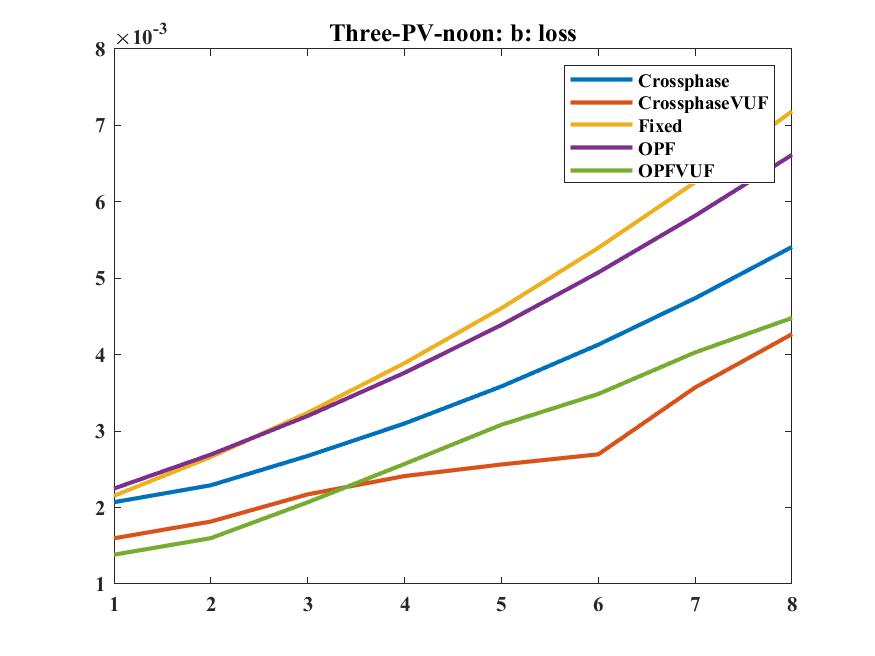 Three-PV-noon: b: loss
×10-3
8
7
6
5
4
3
2
1
1 2 3 4 5 6 7 8
Crossphase
CrossphaseVUF
Fixed
OPF
OPFVUF